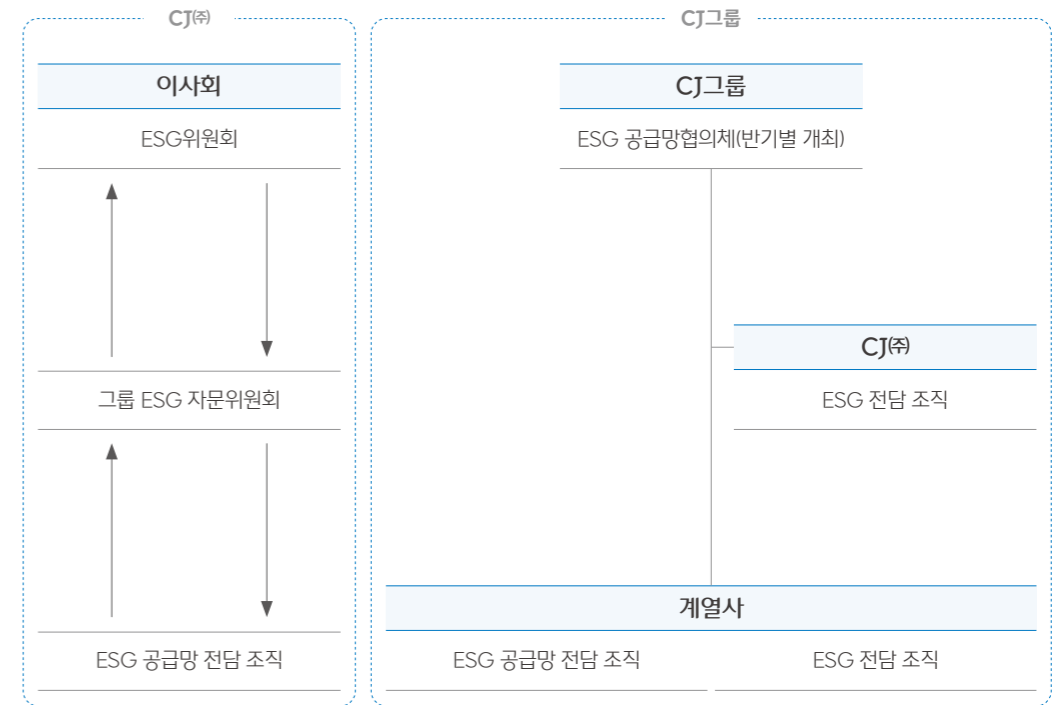 CJ㈜
이사회
ESG위원회
그룹 ESG 자문위원회
ESG 공급망 전담 조직
CJ그룹
CJ그룹
ESG 공급망협의체(반기별 개최)
CJ㈜
ESG 전담 조직
계열사
ESG 공급망 전담 조직
ESG 전담 조직